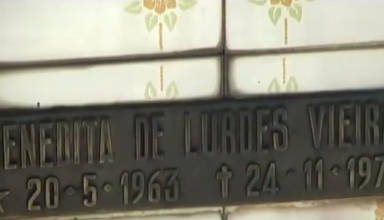 ENEDITA DE LURDES VIEIR
★ 20·5·1963 ✝ 24·11·197